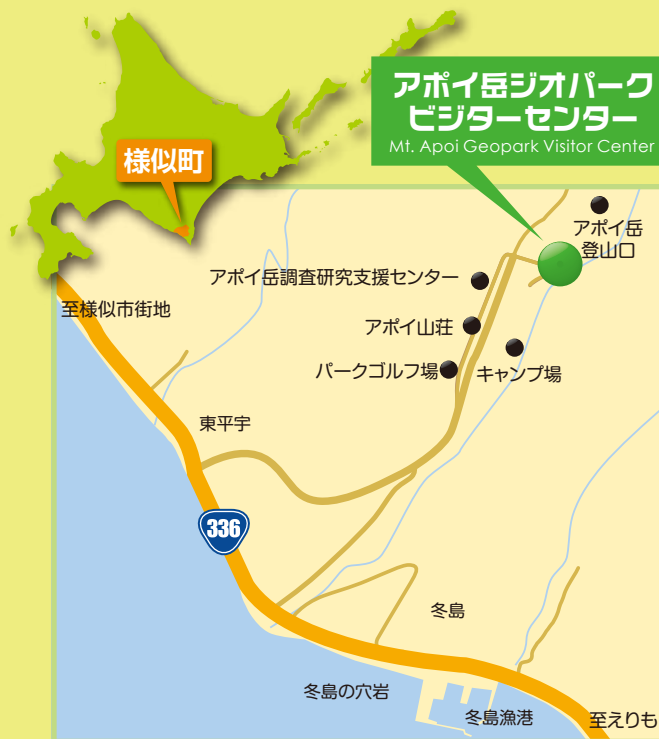 アポイ岳ジオパーク
ビジターセンター
Mt. Apoi Geopark Visitor Center
様似町
アポイ岳
登山口
アポイ岳調査研究支援センター
至様似市街地
アポイ山荘
パークゴルフ場
キャンプ場
東平宇
336
冬島
冬島の穴岩
冬島漁港
至えりも